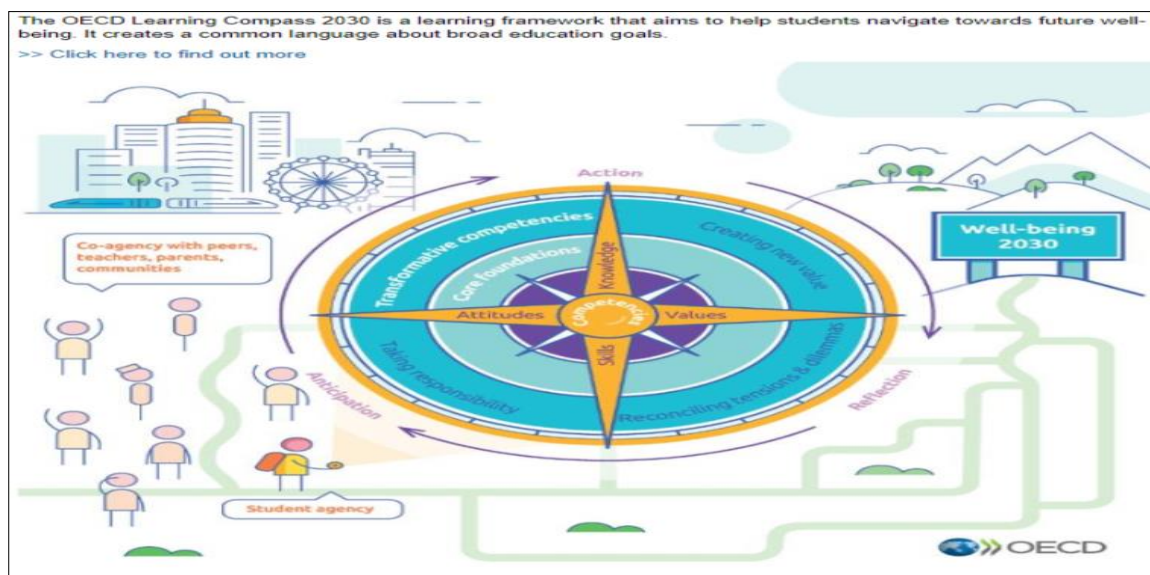 The OECD Learning Compass 2030 is a learning framework that aims to help students navigate towards future well-
being. It creates a common language about broad education goals.
>> Click here to find out more
Action
Transformative competencies
Creating new value
Core foundations
Knowledge
Well-being
2030
Co-agency with peers,
teachers, parents,
communities
Attitudes
Competencies
Values
Skills
Taking responsibility
Reconciling tensions & dilemmas
Anticipation
Reflection
Student agency
OECD